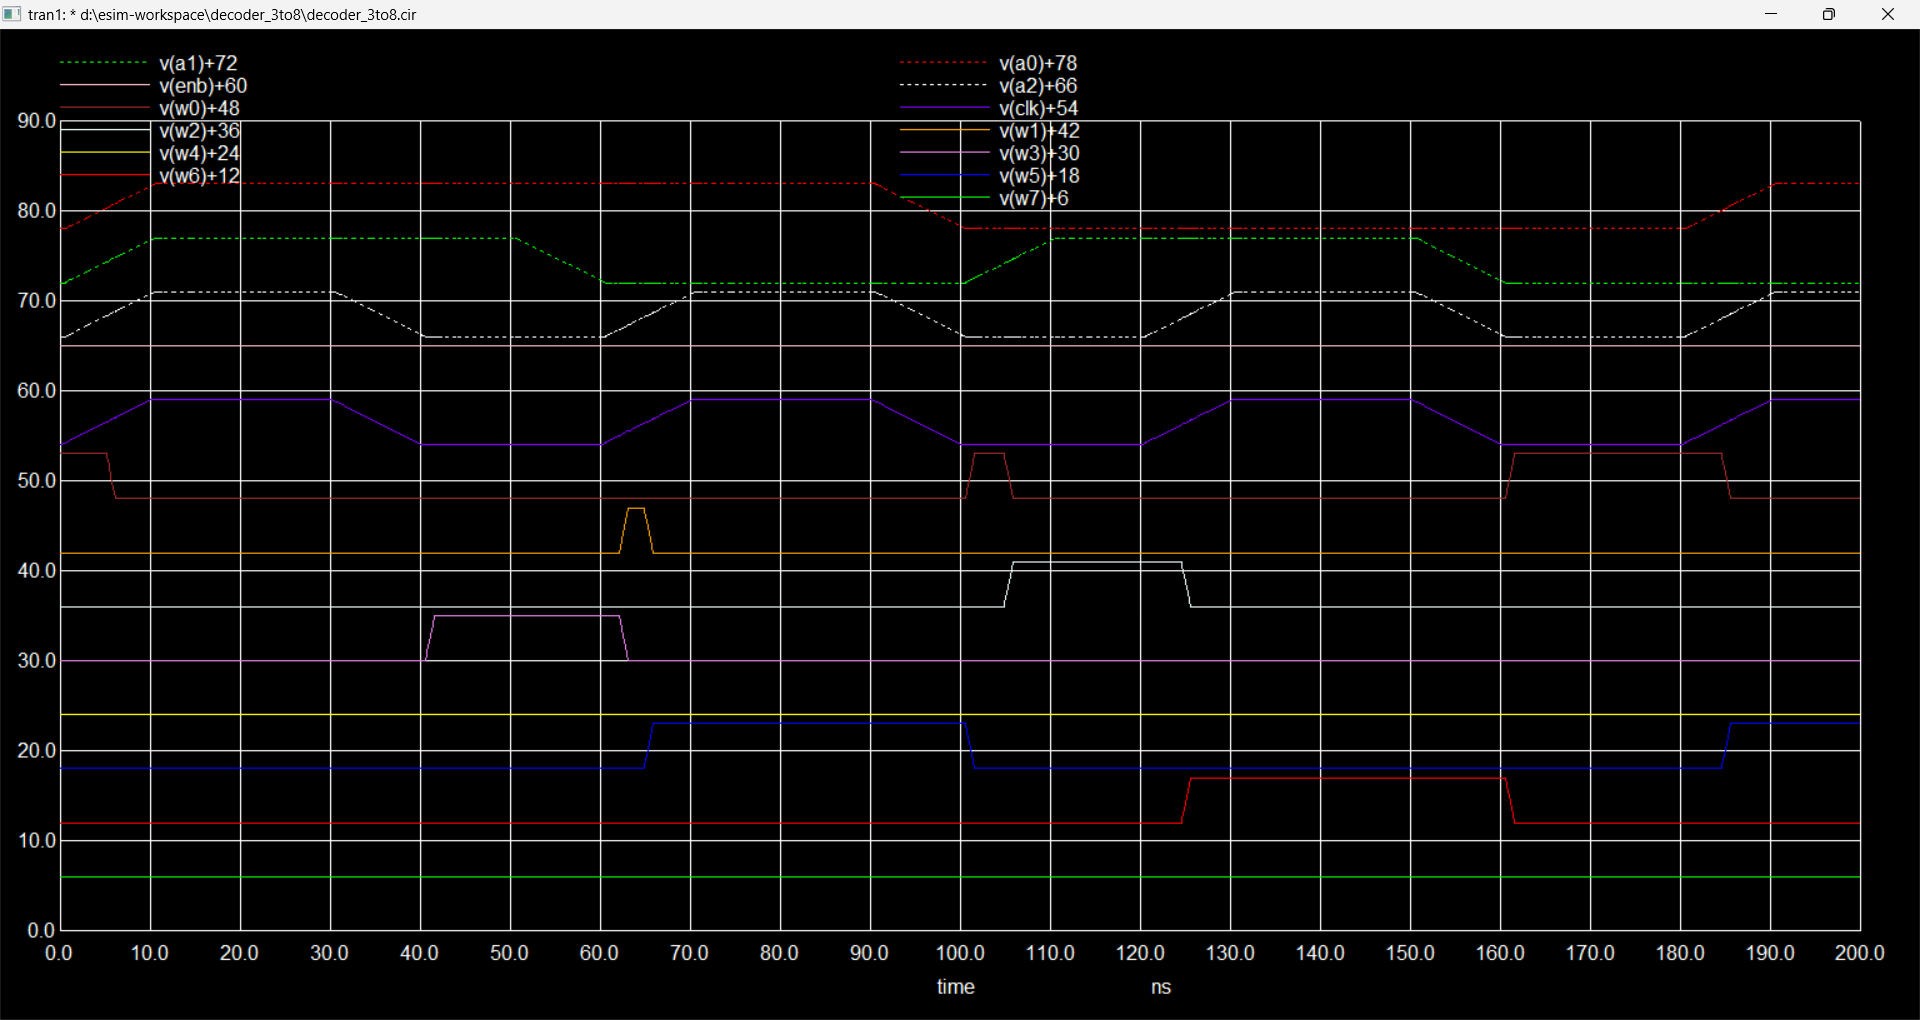 tran1: * d:\esim-workspace\decoder_3to8\decoder_3to8.cir
v(a1)+72 v(a0)+78
v(enb)+60 v(a2)+66
v(w0)+48 v(clk)+54
90.0 v(w2)+36 v(w1)+42
v(w4)+24 v(w3)+30
v(w6)+12 v(w5)+18
v(w7)+6
80.0
70.0
60.0
50.0
40.0
30.0
20.0
10.0
0.0
0.0 10.0 20.0 30.0 40.0 50.0 60.0 70.0 80.0 90.0 100.0 110.0 120.0 130.0 140.0 150.0 160.0 170.0 180.0 190.0 200.0
time ns